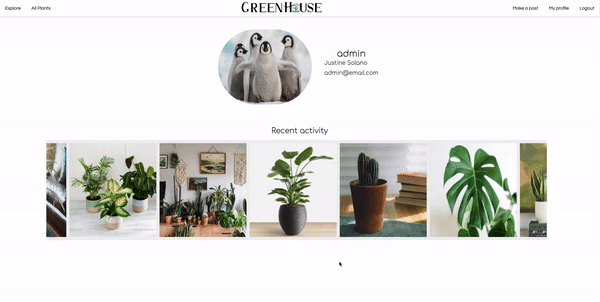 Explore
All Plants
GREENHOUSE
Make a post
My profile
Logout
admin
Justine Solano
admin@email.com
Recent activity